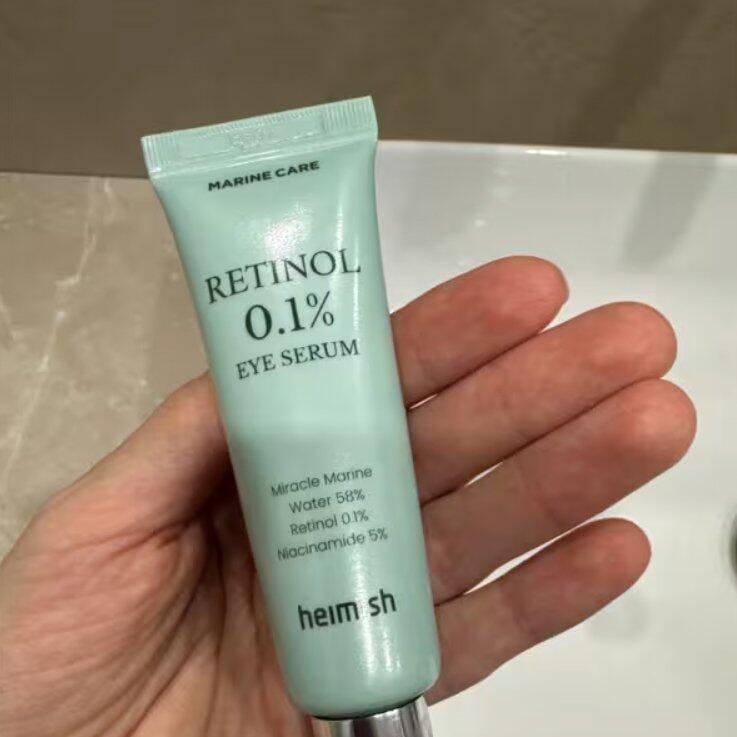 MARINE CARE
RETINOL
0.1%
EYE SERUM
Miracle Marine
Water 58%
Retinol 0.1%
Niacinamide 5%
heimish